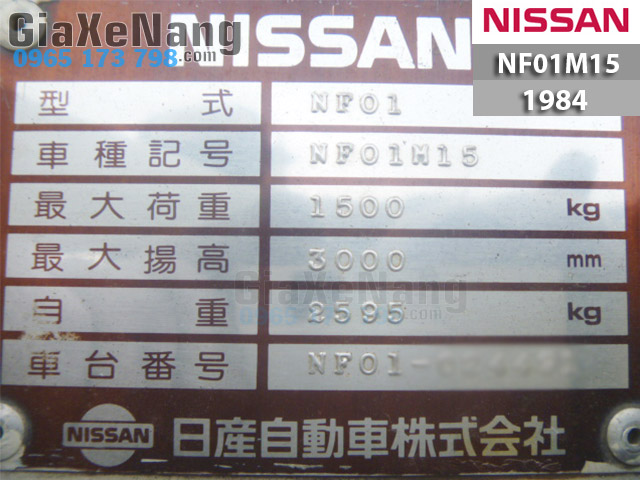 GiaXeNang
0965 173 798.com
NISSAN
NISSAN
NF01M15
1984
型式 NF01
車種記号 NF01M15
最大荷重 1500 kg
最大揚高 3000 mm
GiaXeNang
.com
自重 2595 kg
車台番号 NF01-
NISSAN 日産自動車株式会社